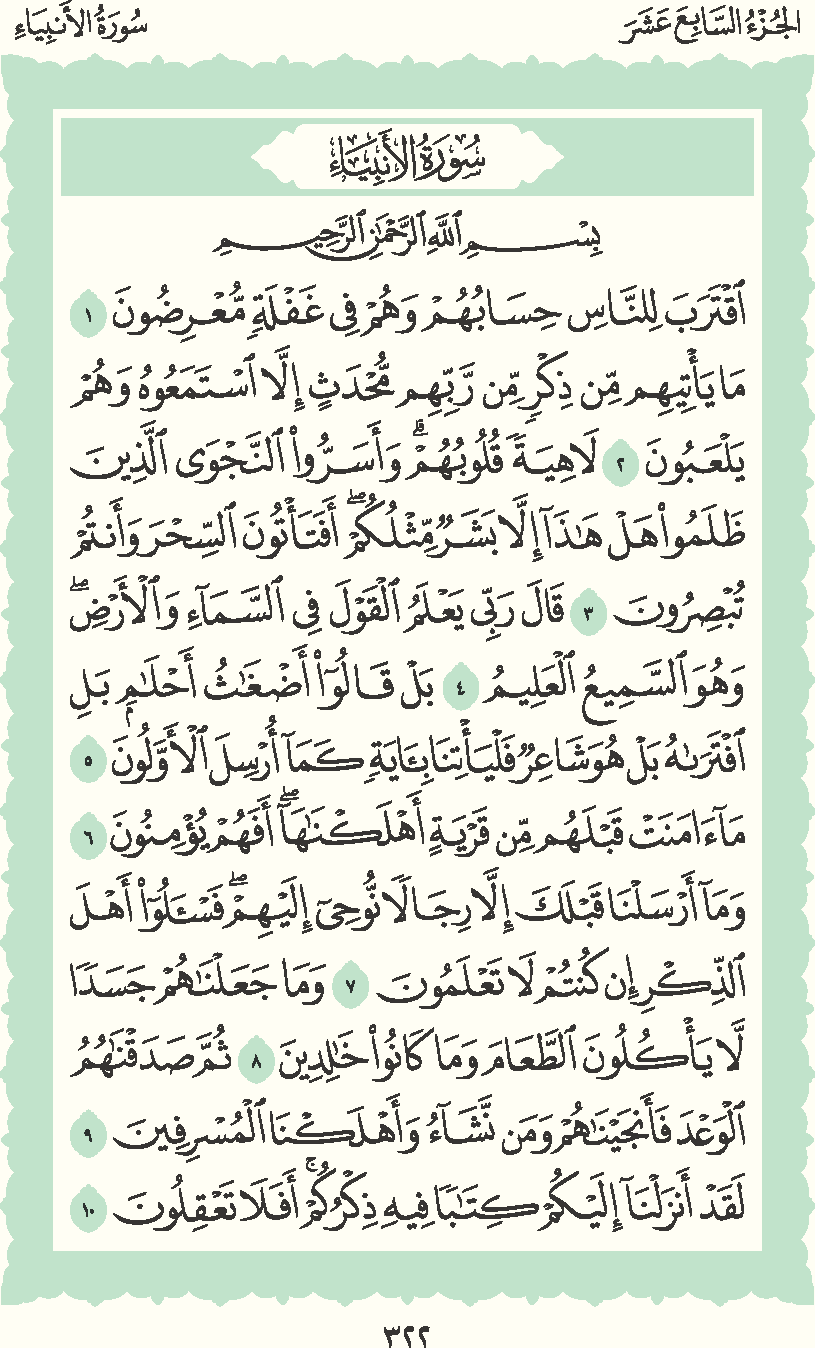 الجُزْءُ السَّابِعَ عَشَرَ
سُورَةُ الأَنبِيَاءِ
سُورَةُ الأَنبِيَاءِ
بِسْمِ ٱللَّهِ ٱلرَّحْمَٰنِ ٱلرَّحِيمِ
ٱقْتَرَبَ لِلنَّاسِ حِسَابُهُمْ وَهُمْ فِى غَفْلَةٍ مُّعْرِضُونَ ١
مَا يَأْتِيهِم مِّن ذِكْرٍ مِّن رَّبِّهِم مُّحْدَثٍ إِلَّا ٱسْتَمَعُوهُ وَهُمْ
يَلْعَبُونَ ٢ لَاهِيَةً قُلُوبُهُمْ ۗ وَأَسَرُّوا۟ ٱلنَّجْوَى ٱلَّذِينَ
ظَلَمُوا۟ هَلْ هَٰذَآ إِلَّا بَشَرٌ مِّثْلُكُمْ ۖ أَفَتَأْتُونَ ٱلسِّحْرَ وَأَنتُمْ
تُبْصِرُونَ ٣ قَالَ رَبِّى يَعْلَمُ ٱلْقَوْلَ فِى ٱلسَّمَآءِ وَٱلْأَرْضِ ۖ
وَهُوَ ٱلسَّمِيعُ ٱلْعَلِيمُ ٤ بَلْ قَالُوٓا۟ أَضْغَٰثُ أَحْلَٰمٍۭ بَلِ
ٱفْتَرَىٰهُ بَلْ هُوَ شَاعِرٌ فَلْيَأْتِنَا بِـَٔايَةٍ كَمَآ أُرْسِلَ ٱلْأَوَّلُونَ ٥
مَآ ءَامَنَتْ قَبْلَهُم مِّن قَرْيَةٍ أَهْلَكْنَٰهَآ ۖ أَفَهُمْ يُؤْمِنُونَ ٦
وَمَآ أَرْسَلْنَا قَبْلَكَ إِلَّا رِجَالًا نُّوحِىٓ إِلَيْهِمْ ۖ فَسْـَٔلُوٓا۟ أَهْلَ
ٱلذِّكْرِ إِن كُنتُمْ لَا تَعْلَمُونَ ٧ وَمَا جَعَلْنَٰهُمْ جَسَدًا
لَّا يَأْكُلُونَ ٱلطَّعَامَ وَمَا كَانُوا۟ خَٰلِدِينَ ٨ ثُمَّ صَدَقْنَٰهُمُ
ٱلْوَعْدَ فَأَنجَيْنَٰهُمْ وَمَن نَّشَآءُ وَأَهْلَكْنَا ٱلْمُسْرِفِينَ ٩
لَقَدْ أَنزَلْنَآ إِلَيْكُمْ كِتَٰبًا فِيهِ ذِكْرُكُمْ ۚ أَفَلَا تَعْقِلُونَ ١٠
٣٢٢